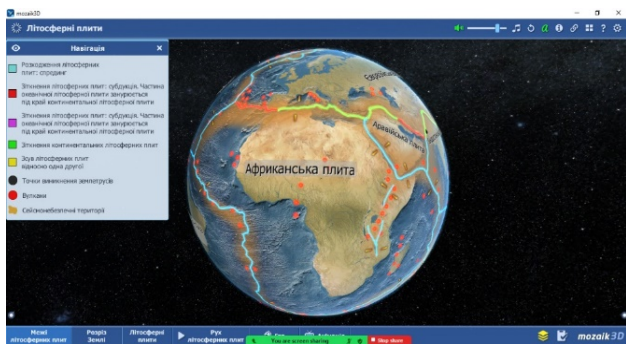 mozaik3D
Літосферні плити
Навігація
Розходження літосферних
плит: спрединг
Зіткнення літосферних плит: субдукція. Частина
океанічної літосферної плити занурюється
під край континентальної літосферної плити
Зіткнення літосферних плит: субдукція. Частина
океанічної літосферної плити занурюється
під край континентальної літосферної плити
Зіткнення континентальних літосферних плит
Зсув літосферних плит
відносно одна другої
Точки виникнення землетрусів
Вулкани
Сейсмонебезпечні території
Аравійська плита
Африканська плита
Межі
літосферних плит
Розріз
Землі
Літосферні
плити
Рух
літосферних плит
You are screen sharing
Stop share
mozaik3D